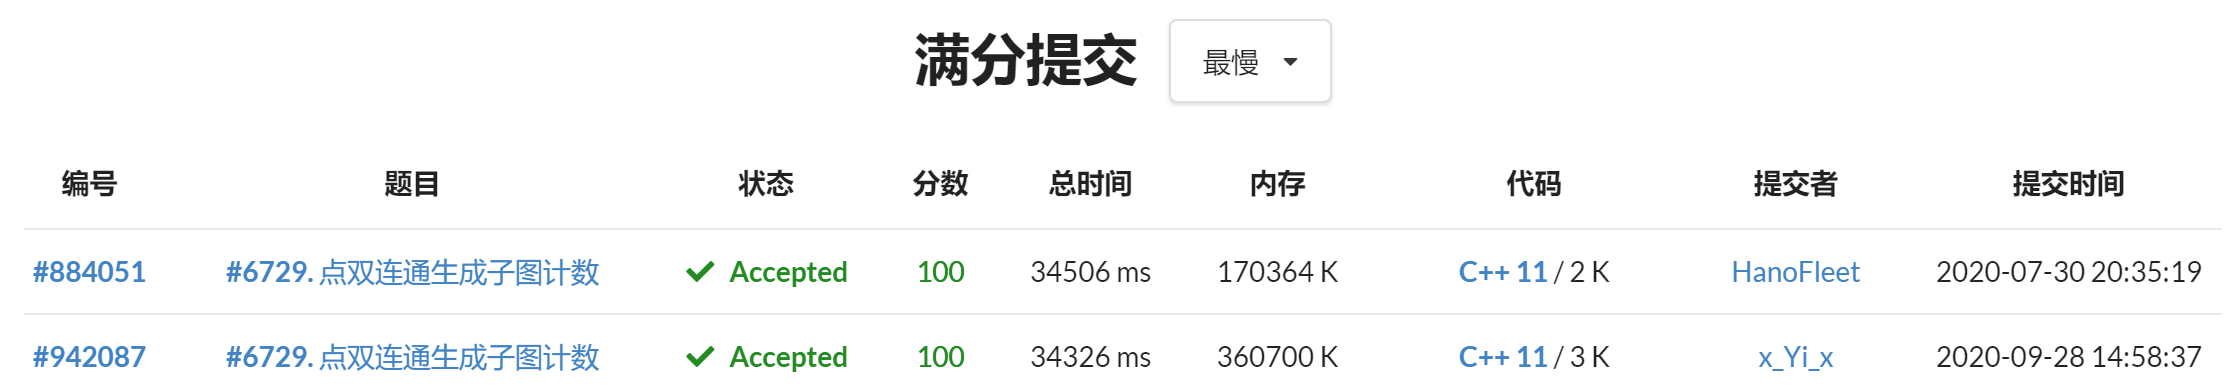 满分提交 最慢
编号 题目 状态 分数 总时间 内存 代码 提交者 提交时间
#884051 #6729. 点双连通生成子图计数 Accepted 100 34506 ms 170364 K C++ 11 / 2 K HanoFleet 2020-07-30 20:35:19
#942087 #6729. 点双连通生成子图计数 Accepted 100 34326 ms 360700 K C++ 11 / 3 K x_Yi_x 2020-09-28 14:58:37